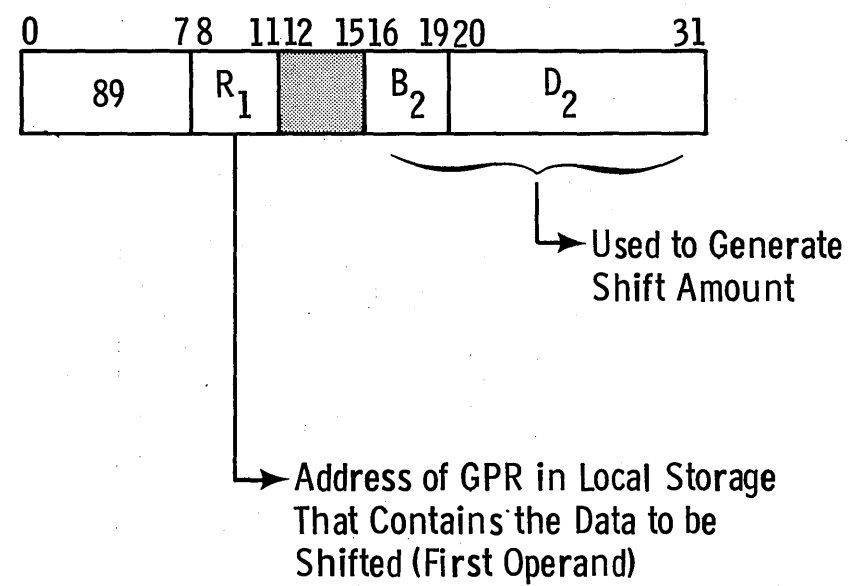 0 7 8 11 12 15 16 19 20 31
89 R1 B2 D2
Used to Generate
Shift Amount
Address of GPR in Local Storage
That Contains the Data to be
Shifted (First Operand)